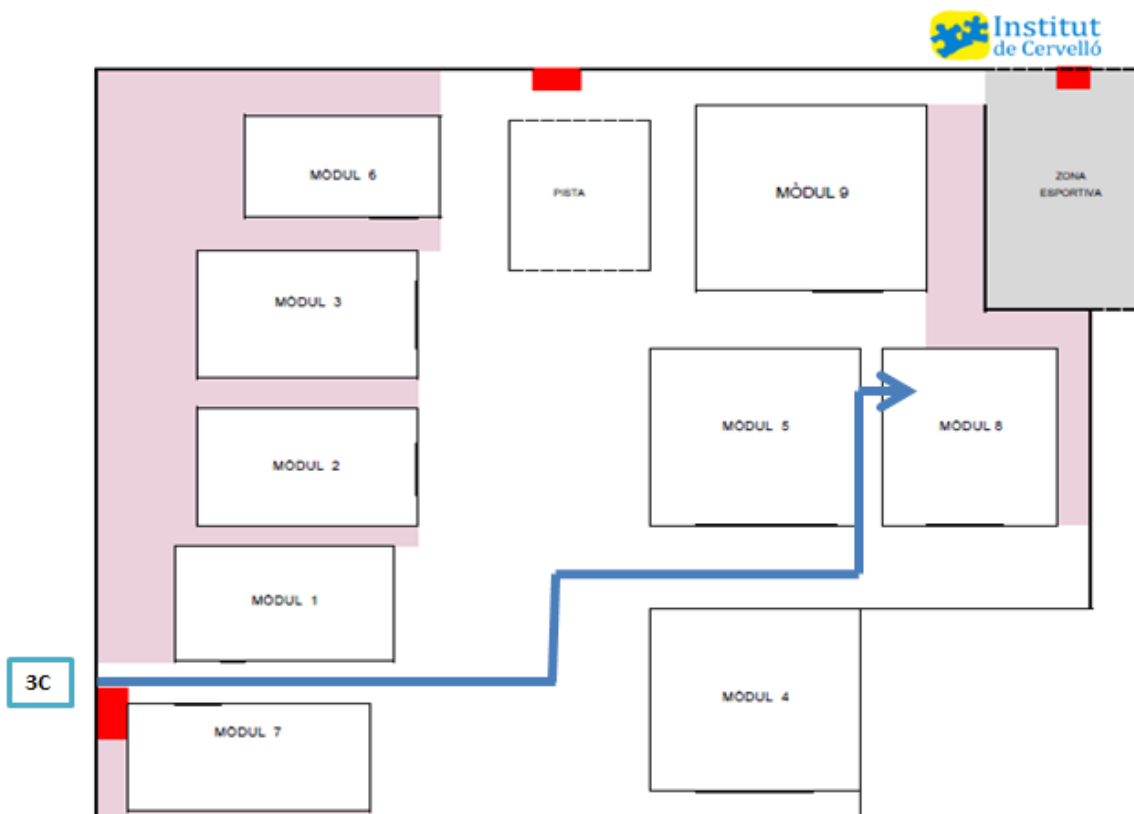 Institut
de Cervelló
MÒDUL 6
PISTA
MÒDUL 9
ZONA
ESPORTIVA
MÒDUL 3
MÒDUL 5
MÒDUL 8
MÒDUL 2
MÒDUL 1
3C
MÒDUL 4
MÒDUL 7